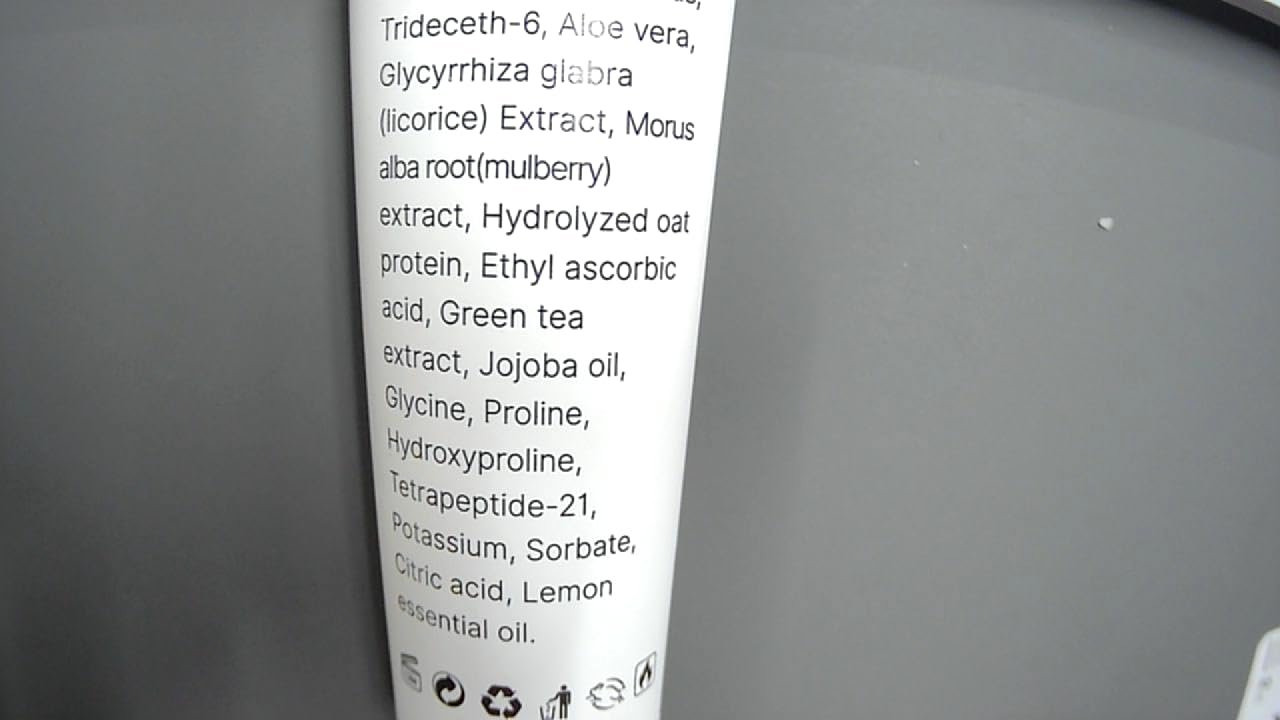 Trideceth-6, Aloe vera,
Glycyrrhiza glabra
(licorice) Extract, Morus
alba root(mulberry)
extract, Hydrolyzed oat
protein, Ethyl ascorbic
acid, Green tea
extract, Jojoba oil,
Glycine, Proline,
Hydroxyproline,
Tetrapeptide-21,
Potassium, Sorbate,
Citric acid, Lemon
essential oil.